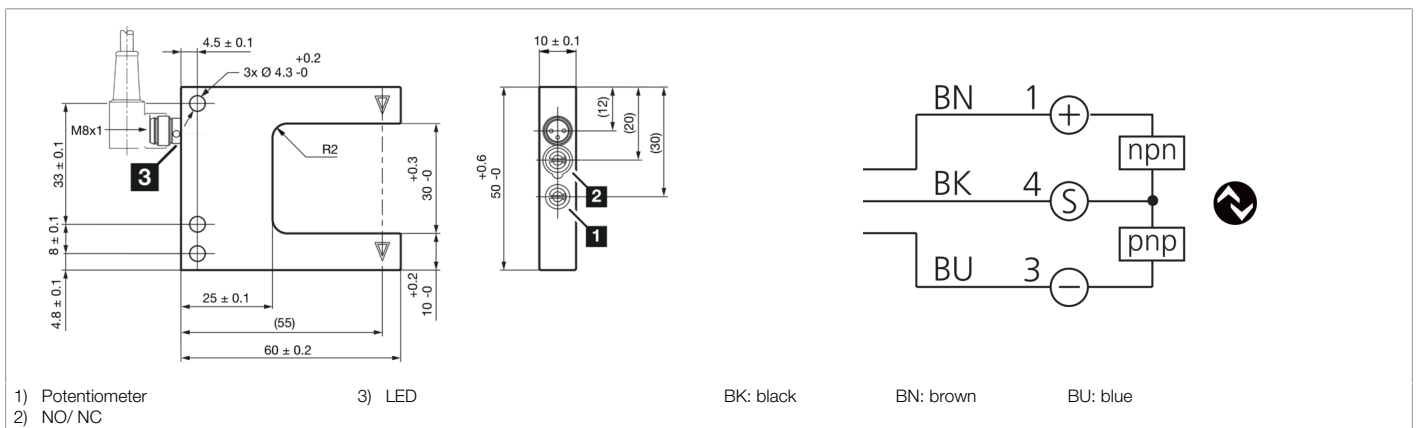 4.5 ± 0.1
+0.2
3x Ø 4.3 -0
M8x1
3
33 ± 0.1
8 ± 0.1
4.8 ± 0.1
R2
+0.3
30 -0
+0.2
10 -0
25 ± 0.1
(55)
60 ± 0.2
10 ± 0.1
(12)
(20)
(30)
+0.6
50 -0
2
1
BN 1 +
npn
BK 4 S
pnp
BU 3 −
1) Potentiometer
2) NO/ NC
3) LED
BK: black
BN: brown
BU: blue